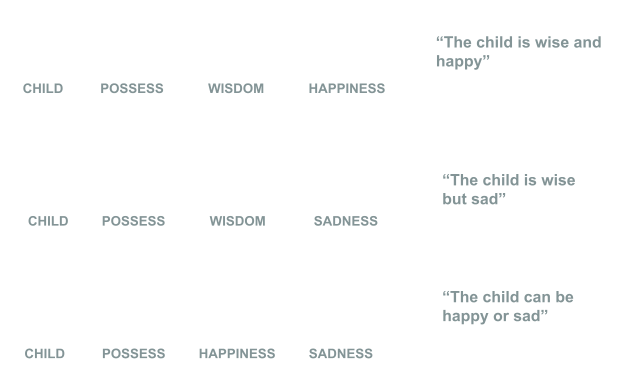 “The child is wise and
happy”
CHILD POSSESS WISDOM HAPPINESS
“The child is wise
but sad”
CHILD POSSESS WISDOM SADNESS
“The child can be
happy or sad”
CHILD POSSESS HAPPINESS SADNESS